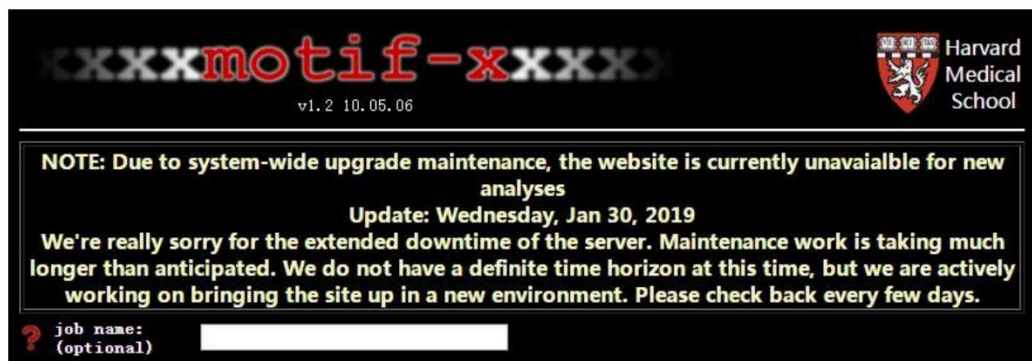 xxxxmotif-xxxxx
v1.2 10.05.06
Harvard
Medical
School
NOTE: Due to system-wide upgrade maintenance, the website is currently unavaialble for new
analyses
Update: Wednesday, Jan 30, 2019
We're really sorry for the extended downtime of the server. Maintenance work is taking much
longer than anticipated. We do not have a definite time horizon at this time, but we are actively
working on bringing the site up in a new environment. Please check back every few days.
? job name:
(optional)